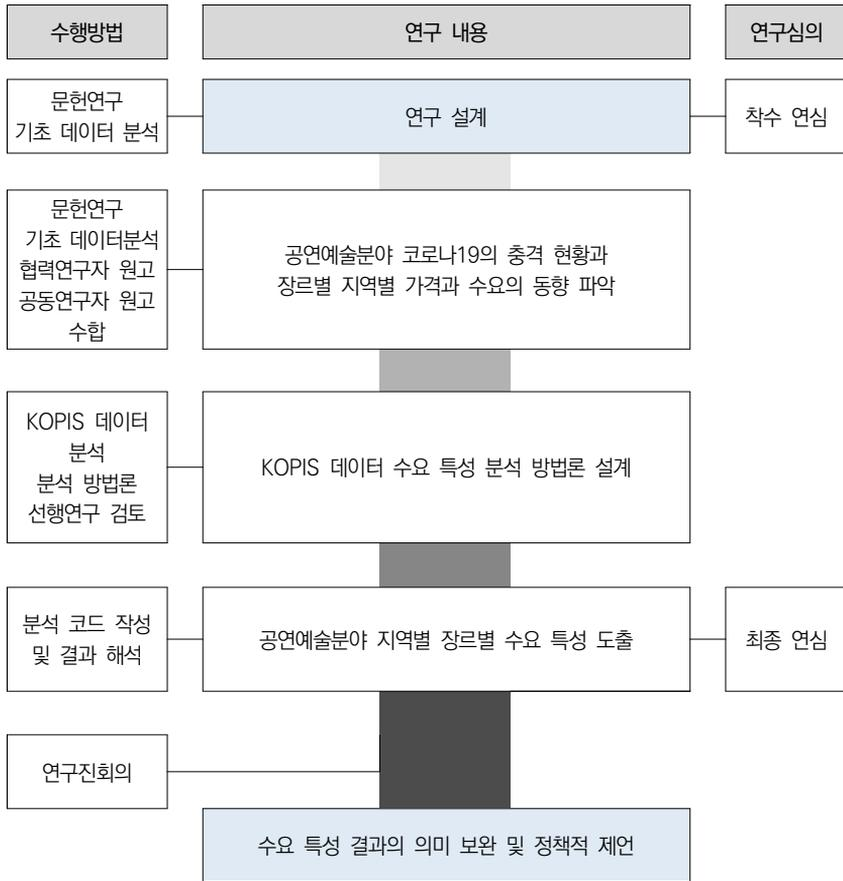 수행방법
연구 내용
연구심의
문헌연구
기초 데이터 분석
연구 설계
착수 연심
문헌연구
기초 데이터분석
협력연구자 원고
공동연구자 원고
수합
공연예술분야 코로나19의 충격 현황과
장르별 지역별 가격과 수요의 동향 파악
KOPIS 데이터
분석
분석 방법론
선행연구 검토
KOPIS 데이터 수요 특성 분석 방법론 설계
분석 코드 작성
및 결과 해석
공연예술분야 지역별 장르별 수요 특성 도출
최종 연심
연구진회의
수요 특성 결과의 의미 보완 및 정책적 제언